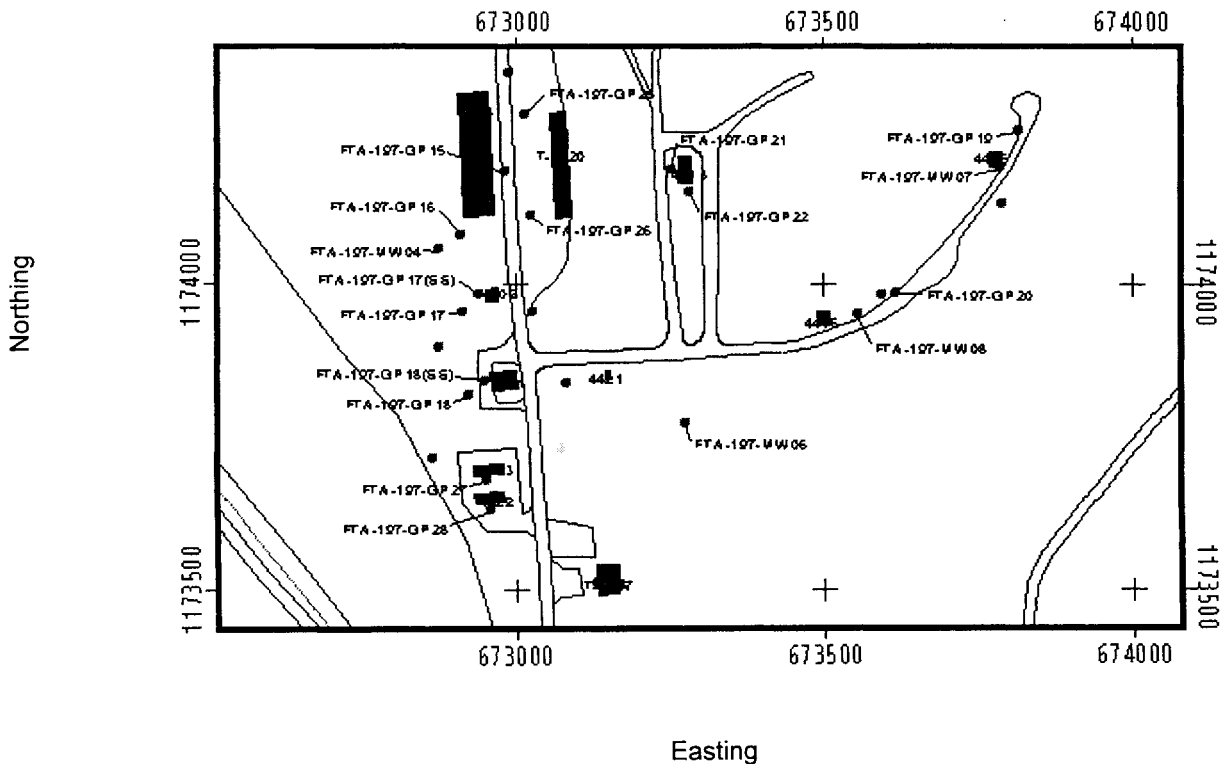 673000 673500 674000
FTA-197-GP 25
FTA-197-GP 21
FTA-197-GP 19
FTA-197-GP 15
FTA-197-MW07
FTA-197-GP 16
FTA-197-GP 22
FTA-197-GP 26
FTA-197-MW04
FTA-197-GP 17(SS)
FTA-197-GP 20
FTA-197-GP 17
FTA-197-MW08
FTA-197-GP 18(SS)
4421
FTA-197-GP 18
FTA-197-MW06
FTA-197-GP 27
FTA-197-GP 28
Northing
1174000
1174000
1173500
1173500
673000 673500 674000
Easting